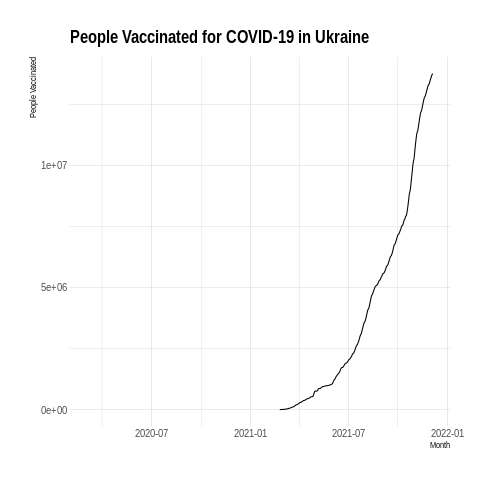 People Vaccinated for COVID-19 in Ukraine
People Vaccinated
1e+07
5e+06
0e+00
2020-07 2021-01 2021-07 2022-01
Month